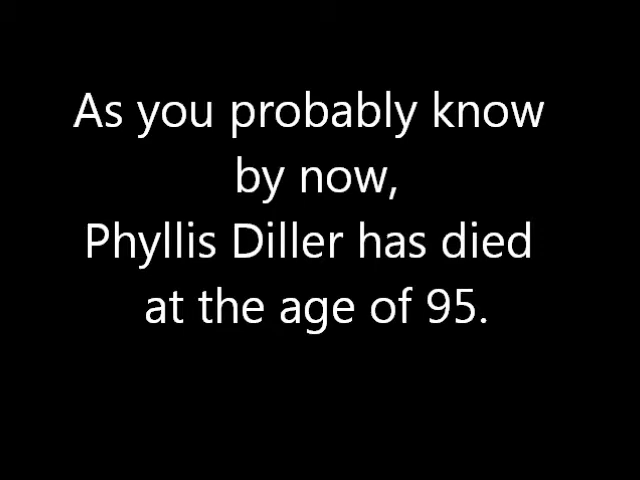 As you probably know
by now,
Phyllis Diller has died
at the age of 95.